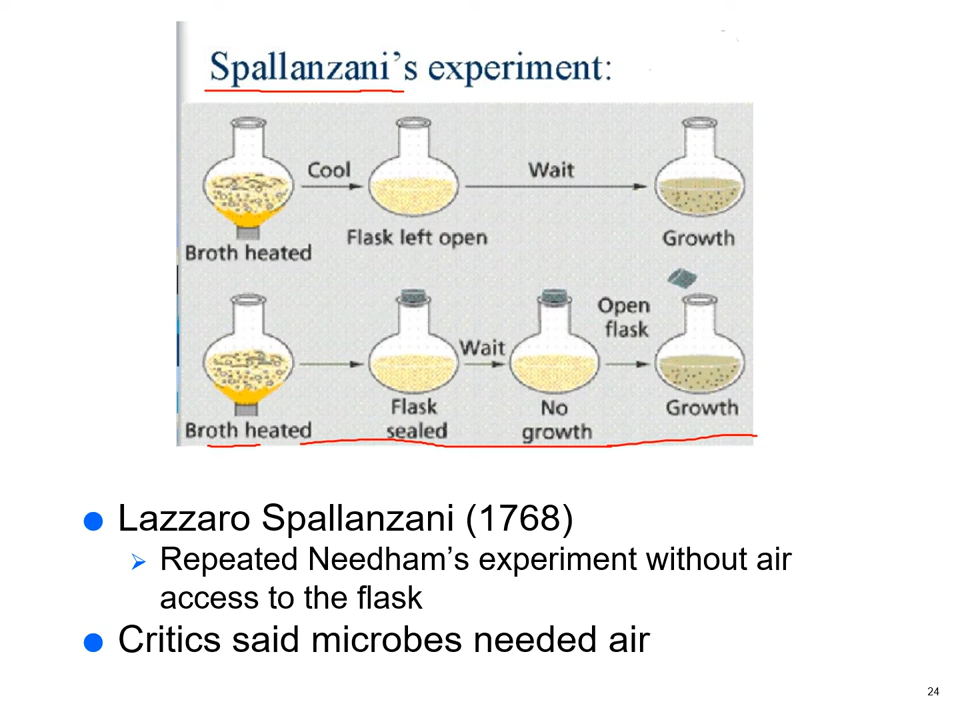 Spallanzani's experiment:
Cool
Wait
Broth heated
Flask left open
Growth
Open
flask
Wait
Broth heated
Flask
sealed
No
growth
Growth
Lazzaro Spallanzani (1768)
Repeated Needham's experiment without air
access to the flask
Critics said microbes needed air
24